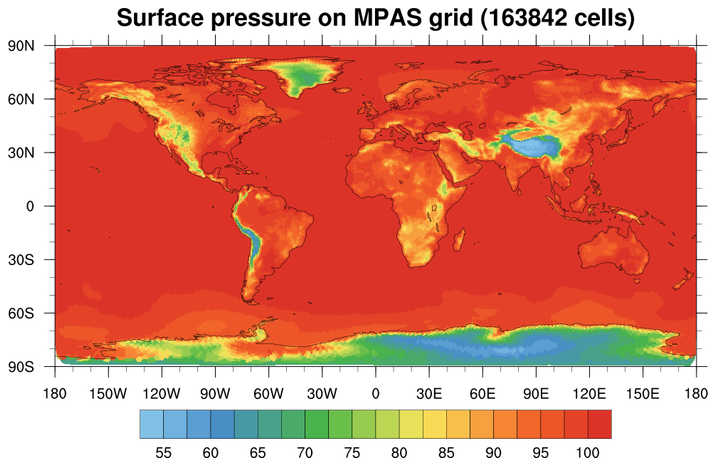 Surface pressure on MPAS grid (163842 cells)
90N
60N
30N
0
30S
60S
90S
180 150W 120W 90W 60W 30W 0 30E 60E 90E 120E 150E 180
55 60 65 70 75 80 85 90 95 100